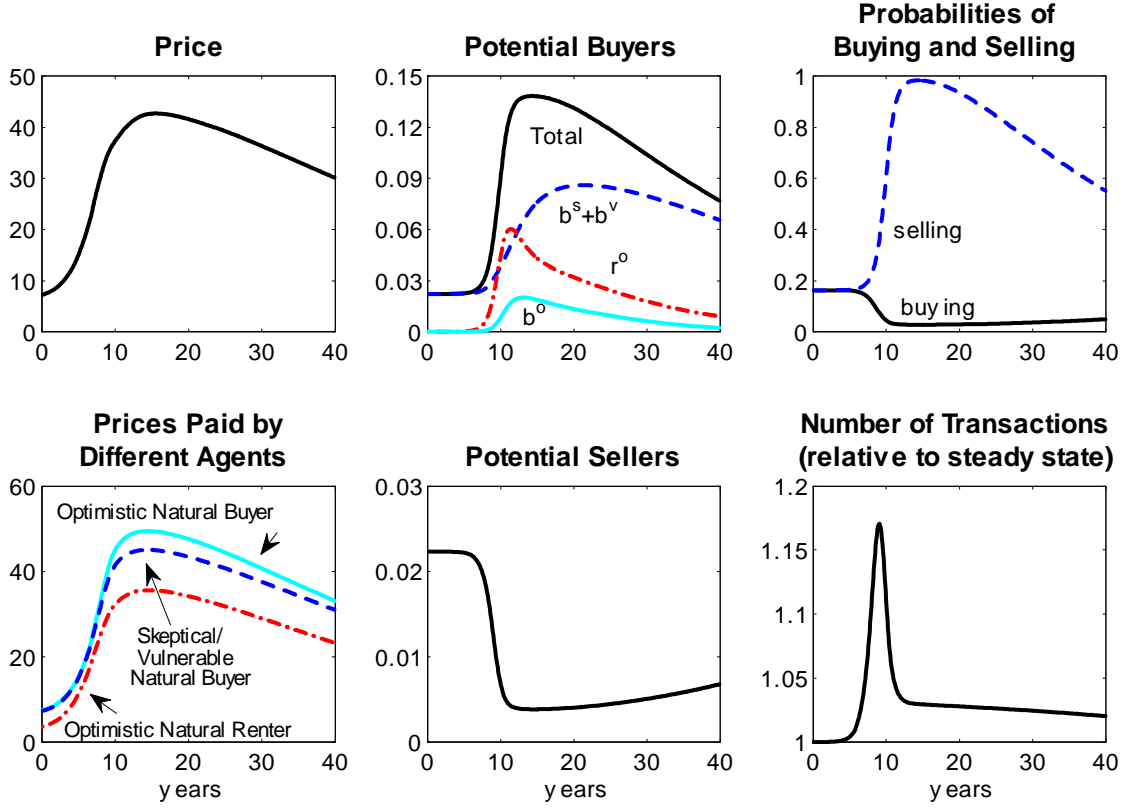 Price
50
40
30
20
10
0
0 10 20 30 40
Potential Buyers
0.15
0.12
0.09
0.06
0.03
0
Total
b^s+b^v
r^o
b^o
0 10 20 30 40
Probabilities of
Buying and Selling
1
0.8
0.6
0.4
0.2
0
selling
buying
0 10 20 30 40
Prices Paid by
Different Agents
60
40
20
0
Optimistic Natural Buyer
Skeptical/
Vulnerable
Natural Buyer
Optimistic Natural Renter
0 10 20 30 40
y ears
Potential Sellers
0.03
0.02
0.01
0
0 10 20 30 40
y ears
Number of Transactions
(relative to steady state)
1.2
1.15
1.1
1.05
1
0 10 20 30 40
y ears